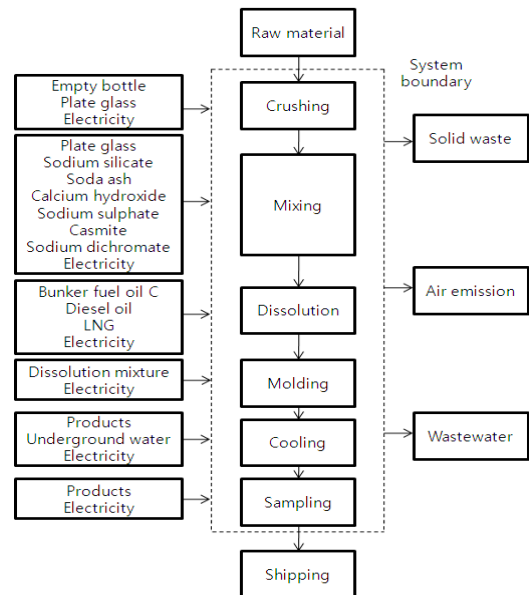 Raw material
System
boundary
Empty bottle
Plate glass
Electricity
Crushing
Solid waste
Plate glass
Sodium silicate
Soda ash
Calcium hydroxide
Sodium sulphate
Casmite
Sodium dichromate
Electricity
Mixing
Air emission
Bunker fuel oil C
Diesel oil
LNG
Electricity
Dissolution
Dissolution mixture
Electricity
Molding
Products
Underground water
Electricity
Cooling
Wastewater
Products
Electricity
Sampling
Shipping